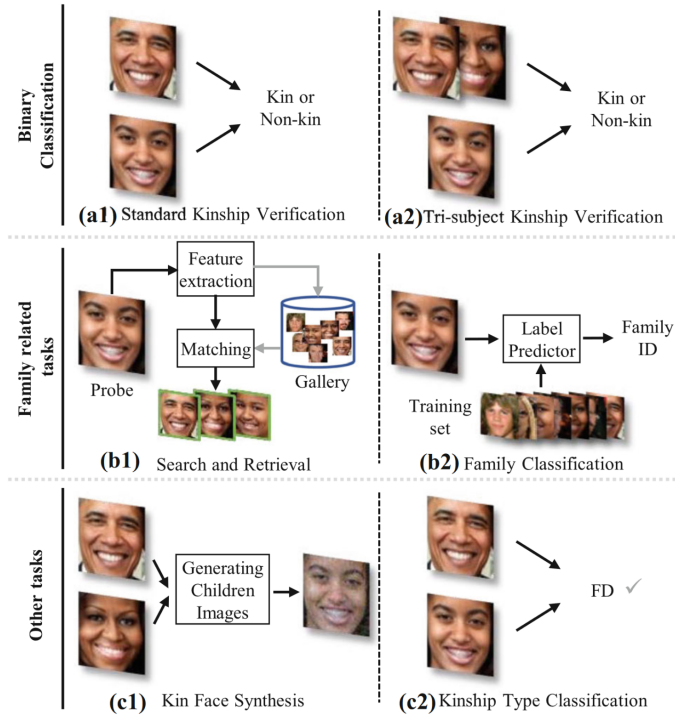 Binary
Classification
Kin or
Non-kin
(a1) Standard Kinship Verification
Kin or
Non-kin
(a2) Tri-subject Kinship Verification
Family related
tasks
Feature
extraction
Matching
Probe
Gallery
(b1) Search and Retrieval
Label
Predictor
Family
ID
Training
set
(b2) Family Classification
Other tasks
Generating
Children
Images
(c1) Kin Face Synthesis
FD ✓
(c2) Kinship Type Classification